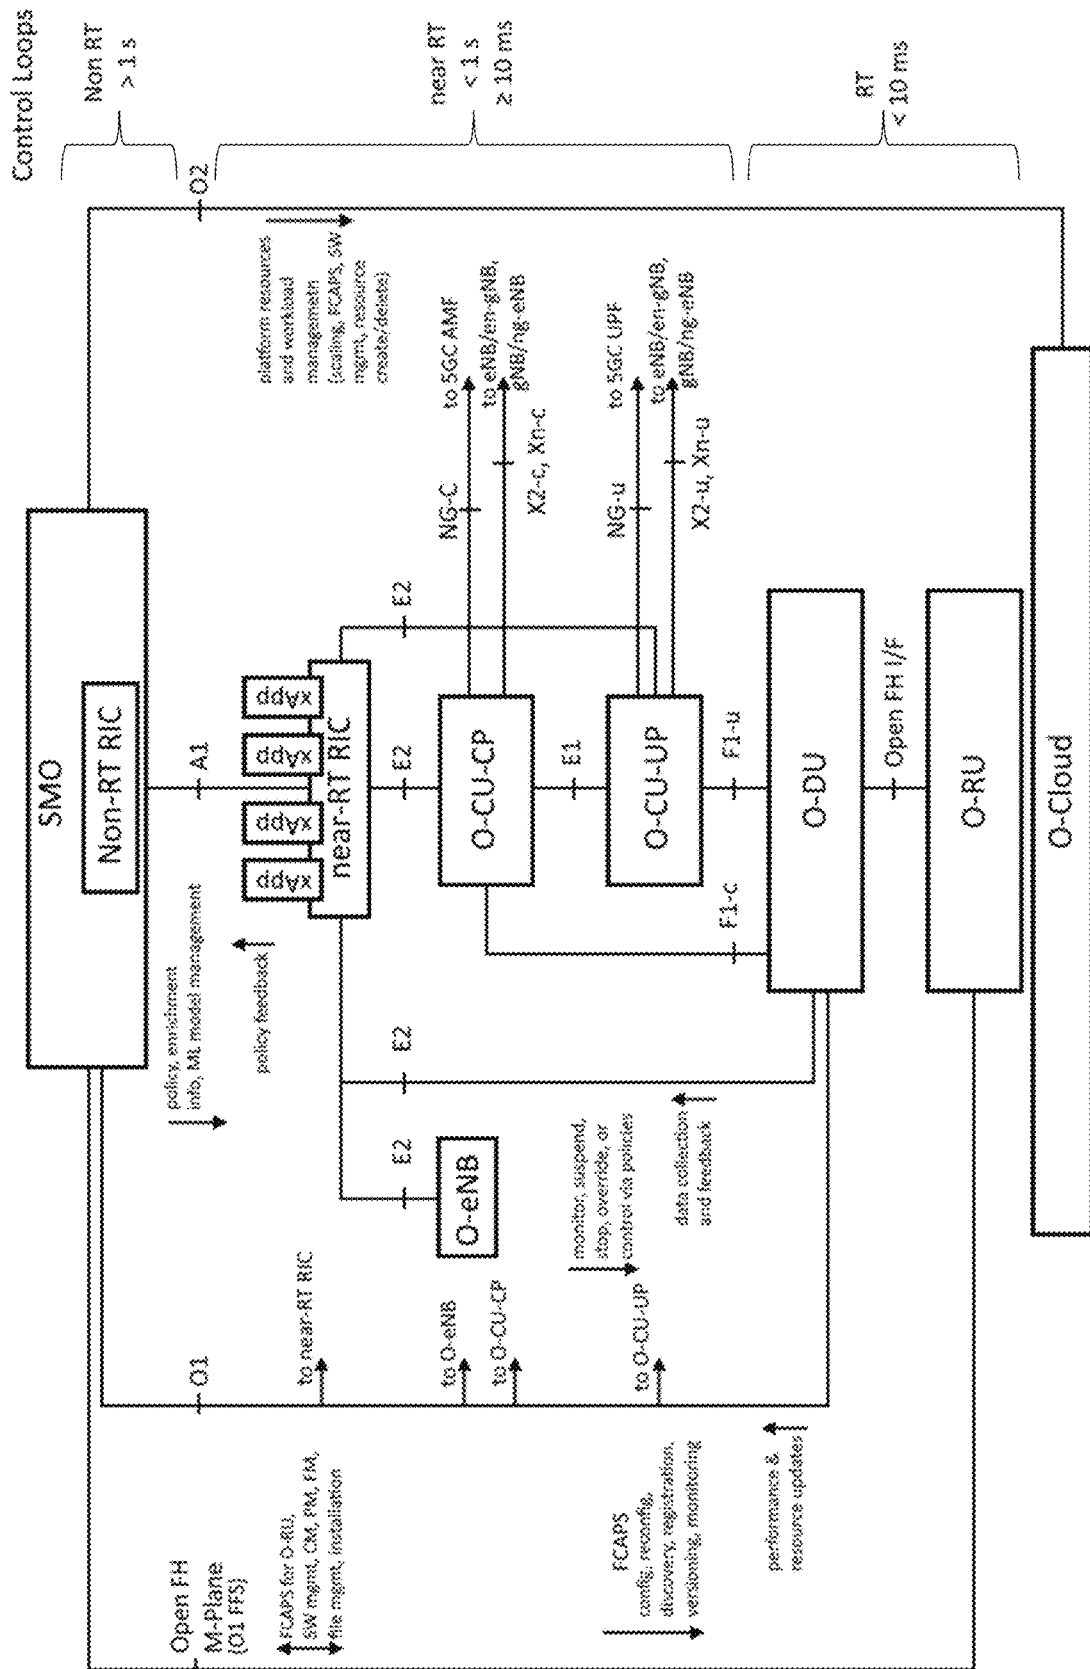 Control Loops
Non RT
> 1 s
near RT
< 1 s
≥ 10 ms
RT
< 10 ms
SMO
Non-RT RIC
O2
platform resources
and workload
managemetn
(scaling, FCAPS, SW
mgmt, resource
create/delete)
A1
policy, enrichment
info, ML model management
policy feedback
O1
Open FH
M-Plane
(O1 FFS)
FCAPS for O-RU,
SW mgmt, CM, PM, FM,
file mgmt, installation
xApp
xApp
xApp
xApp
near-RT RIC
to near-RT RIC
E2
E2
E2
E2
O-eNB
to O-eNB
to O-CU-CP
O-CU-CP
NG-C
to 5GC AMF
X2-c, Xn-c
to eNB/en-gNB,
gNB/ng-eNB
E1
monitor, suspend,
stop, override, or
control via policies
to O-CU-UP
O-CU-UP
NG-u
to 5GC UPF
X2-u, Xn-u
to eNB/en-gNB,
gNB/ng-eNB
FCAPS
config, reconfig,
discovery, registration,
versioning, monitoring
data collection
and feedback
F1-c
F1-u
performance &
resource updates
O-DU
Open FH I/F
O-RU
O-Cloud